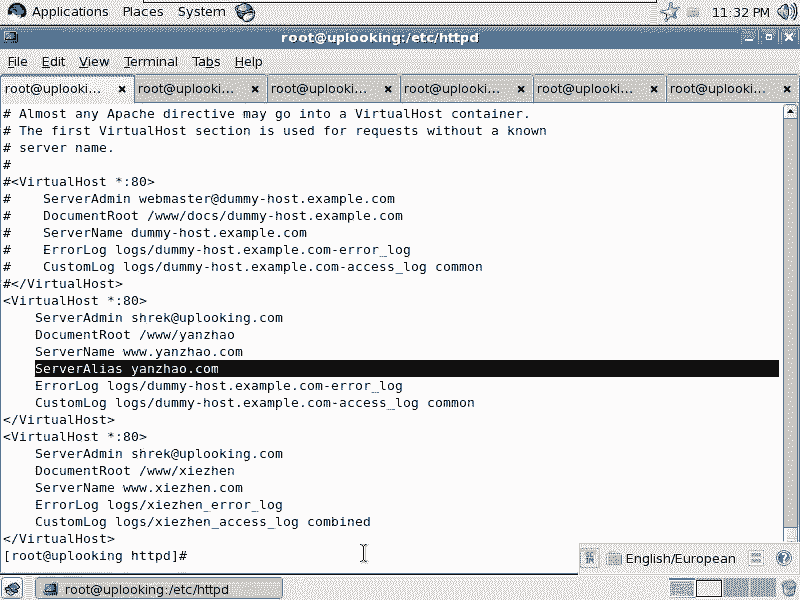 Applications Places System 11:32 PM
root@uplooking:/etc/httpd
File Edit View Terminal Tabs Help
root@uplooki... root@uplooki... root@uplooki... root@uplooki... root@uplooki... root@uplooki...
# Almost any Apache directive may go into a VirtualHost container.
# The first VirtualHost section is used for requests without a known
# server name.
#
#<VirtualHost *:80>
#    ServerAdmin webmaster@dummy-host.example.com
#    DocumentRoot /www/docs/dummy-host.example.com
#    ServerName dummy-host.example.com
#    ErrorLog logs/dummy-host.example.com-error_log
#    CustomLog logs/dummy-host.example.com-access_log common
#</VirtualHost>
<VirtualHost *:80>
    ServerAdmin shrek@uplooking.com
    DocumentRoot /www/yanzhao
    ServerName www.yanzhao.com
    ServerAlias yanzhao.com
    ErrorLog logs/dummy-host.example.com-error_log
    CustomLog logs/dummy-host.example.com-access_log common
</VirtualHost>
<VirtualHost *:80>
    ServerAdmin shrek@uplooking.com
    DocumentRoot /www/xiezhen
    ServerName www.xiezhen.com
    ErrorLog logs/xiezhen_error_log
    CustomLog logs/xiezhen_access_log combined
</VirtualHost>
[root@uplooking httpd]#
English/European
root@uplooking:/etc/httpd